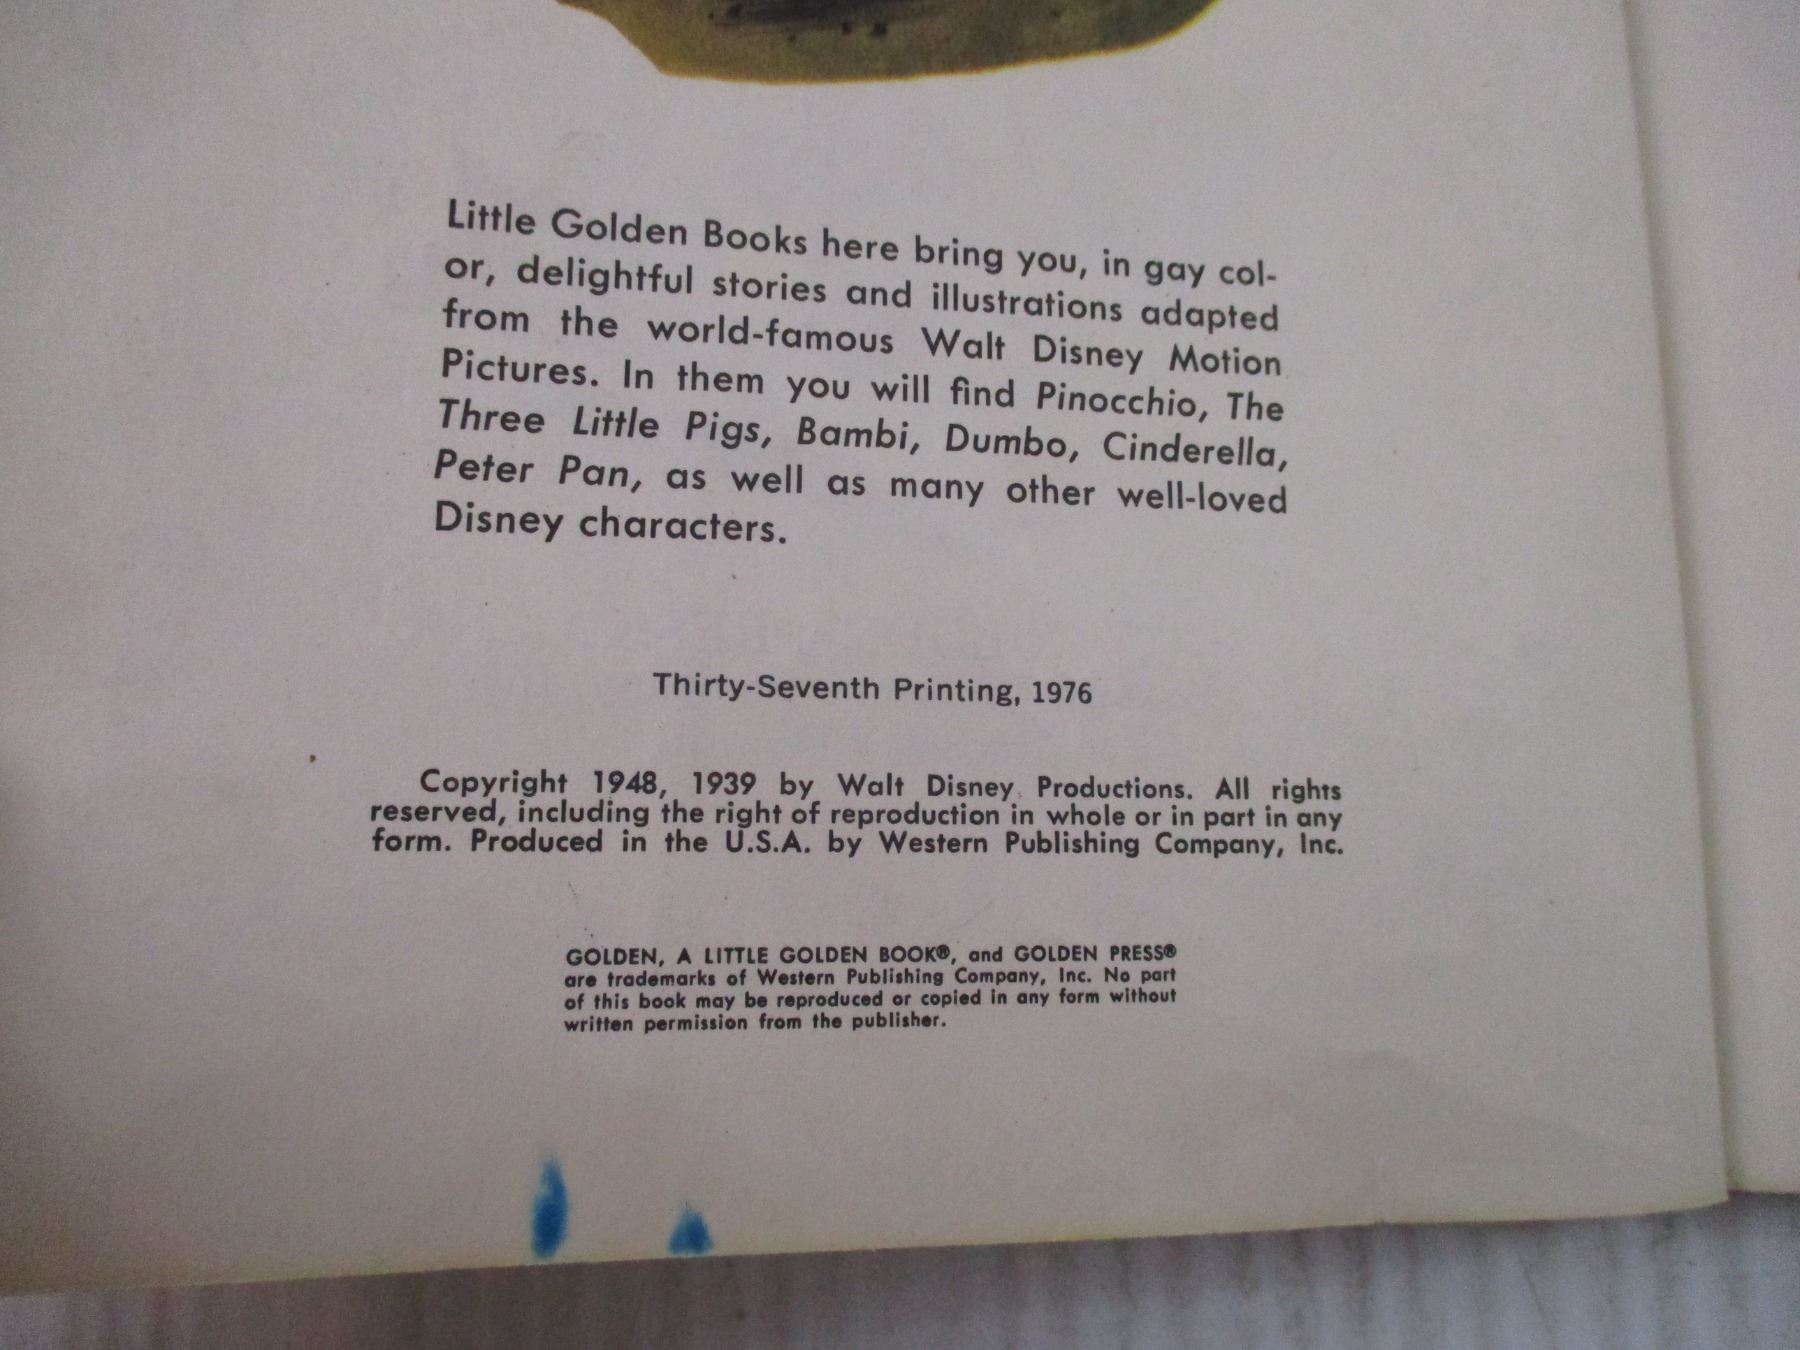 Little Golden Books here bring you, in gay col-
or, delightful stories and illustrations adapted
from the world-famous Walt Disney Motion
Pictures. In them you will find Pinocchio, The
Three Little Pigs, Bambi, Dumbo, Cinderella,
Peter Pan, as well as many other well-loved
Disney characters.
Thirty-Seventh Printing, 1976
Copyright 1948, 1939 by Walt Disney Productions. All rights
reserved, including the right of reproduction in whole or in part in any
form. Produced in the U.S.A. by Western Publishing Company, Inc.
GOLDEN, A LITTLE GOLDEN BOOK®, and GOLDEN PRESS®
are trademarks of Western Publishing Company, Inc. No part
of this book may be reproduced or copied in any form without
written permission from the publisher.